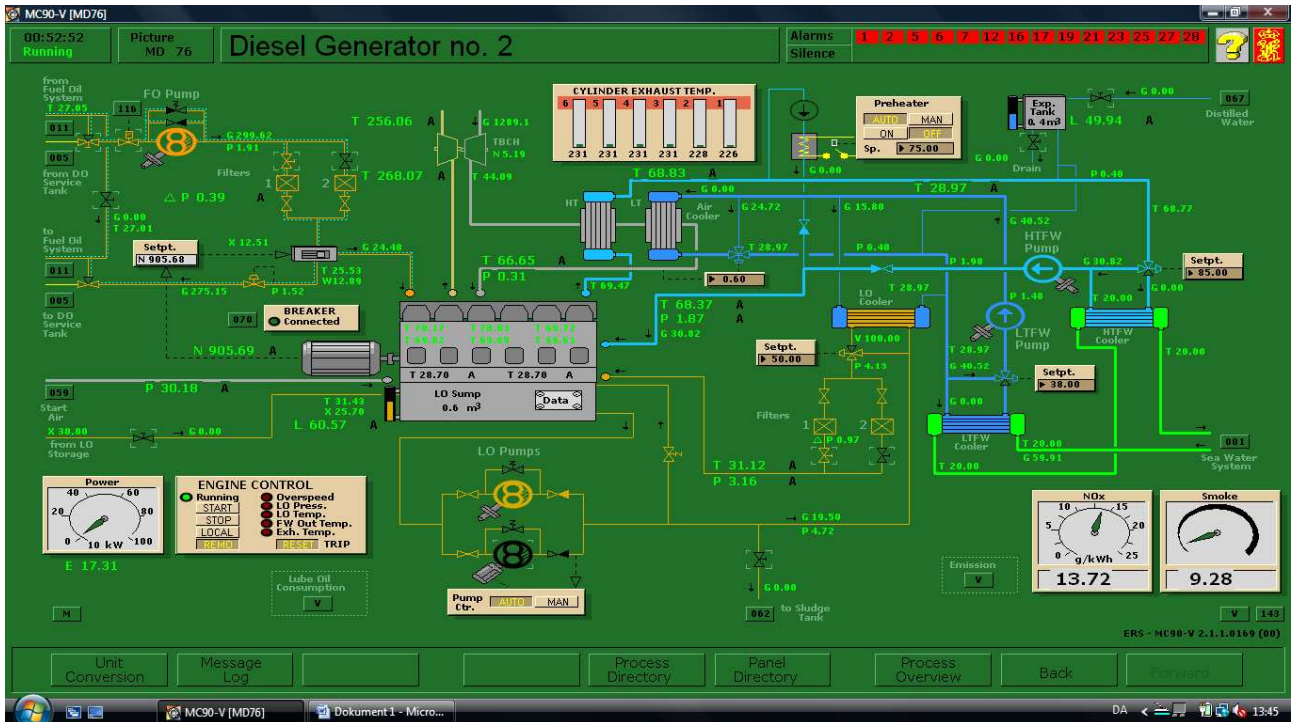 MC90-V [MD76]
00:52:52
Running
Picture
MD 76
Diesel Generator no. 2
Alarms
Silence
1 2 5 6 7 12 16 17 19 21 23 25 27 28
from
Fuel Oil
System
T 27.05
011
005
from DO
Service
Tank
116
FO Pump
G 299.62
P 1.91
Filters
1
2
△ P 0.39 A
G 0.00
T 27.01
to
Fuel Oil
System
011
005
to DO
Service
Tank
Setpt.
N 905.68
X 12.51
G 24.48
T 25.53
W12.89
G275.15
P 1.52
070
BREAKER
Connected
N 905.69 A
T 256.06 A
G 1289.1
TBCH
N 5.19
T 268.07 A
T 44.09
CYLINDER EXHAUST TEMP.
6 5 4 3 2 1
231 231 231 231 228 226
Preheater
AUTO MAN
ON OFF
Sp. 75.00
G 0.00
Exp.
Tank
0.4m3
L 49.94 A
G 0.00
067
Distilled
Water
G 0.00
Drain
P 0.40
T 68.83 A
G 0.00
T 28.97 A
HT
LT
Air
Cooler
G 24.72
G 15.80
G 40.52
T 68.77
T 66.65 A
P 0.31
T 69.47
T 28.97
0.60
P 0.40
P 1.98
HTFW
Pump
G 30.82
Setpt.
85.00
G 0.00
T 20.00
HTFW
Cooler
T 20.00
T 68.37 A
P 1.87 A
G 30.82
T 28.97
LO
Cooler
P 1.48
LTFW
Pump
V 100.00
Setpt.
50.00
P 4.13
T 28.97
G 40.52
Setpt.
38.00
G 0.00
LTFW
Cooler
T 20.00
G59.91
T 20.00
001
Sea Water
System
T 28.70 A T 28.70 A
LO Sump
0.6 m3
Data
P 30.18 A
059
Start
Air
X 30.00
from LO
Storage
G 0.00
T 31.43
X 25.70
L 60.57 A
Filters
1
2
△ P 0.97
T 31.12 A
P 3.16 A
LO Pumps
G 19.50
P 4.72
G 0.00
062
to Sludge
Tank
Pump
Ctr.
AUTO MAN
Power
0 20 40 60 80 100
10 kW
E 17.31
ENGINE CONTROL
Running
START
STOP
LOCAL
REMO
Overspeed
LO Press.
LO Temp.
FW Out Temp.
Exh. Temp.
RESET TRIP
Lube Oil
Consumption
V
M
Emission
V
NOx
0 5 10 15 20 25
g/kWh
13.72
Smoke
9.28
V 143
ERS - MC90-V 2.1.1.0169 (00)
Unit
Conversion
Message
Log
Process
Directory
Panel
Directory
Process
Overview
Back
Forward
MC90-V [MD76]
Dokument1 - Micro...
DA
13:45